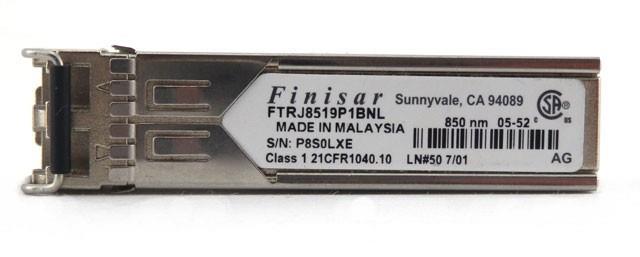 Finisar Sunnyvale, CA 94089
FTRJ8519P1BNL
MADE IN MALAYSIA 850 nm 05-52
S/N: P8S0LXE
Class 1 21CFR1040.10 LN#50 7/01 AG
SA
C